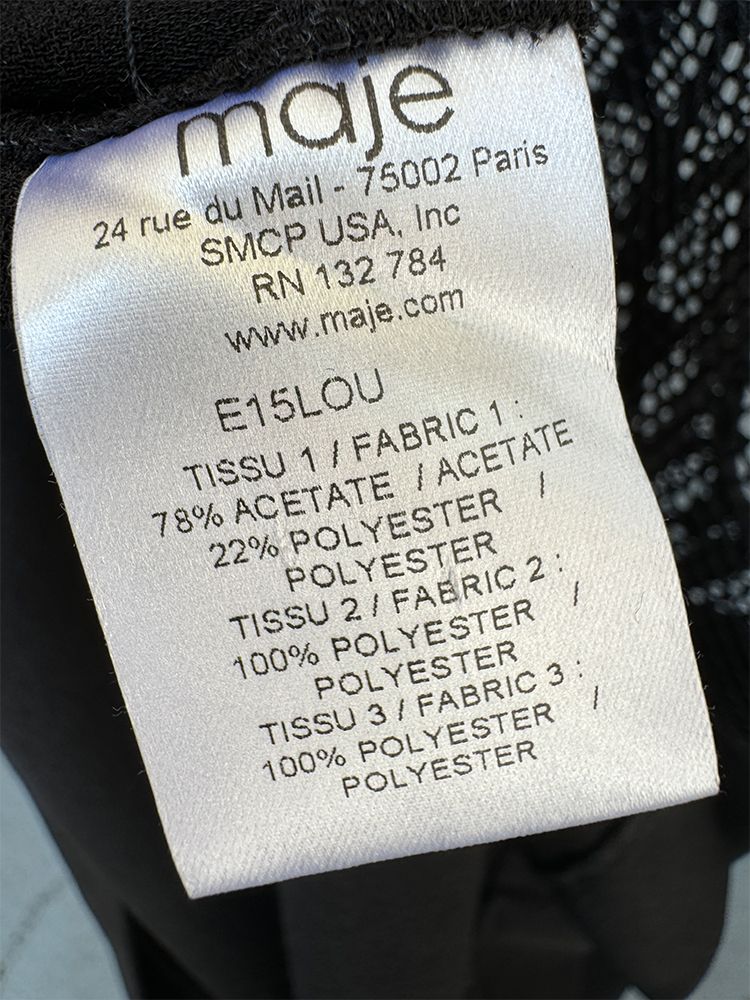 maje
24 rue du Mail - 75002 Paris
SMCP USA, Inc
RN 132 784
www.maje.com
E15LOU
TISSU 1 / FABRIC 1 :
78% ACETATE / ACETATE
22% POLYESTER /
POLYESTER
TISSU 2 / FABRIC 2 :
100% POLYESTER /
POLYESTER
TISSU 3 / FABRIC 3 :
100% POLYESTER /
POLYESTER